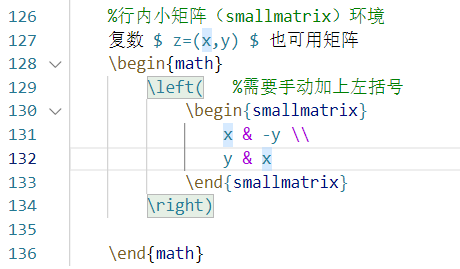 126 %行内小矩阵（smallmatrix）环境
127 复数 $ z=(x,y) $ 也可用矩阵
128 \begin{math}
129 \left( %需要手动加上左括号
130 \begin{smallmatrix}
131 x & -y \\
132 y & x
133 \end{smallmatrix}
134 \right)
135
136 \end{math}